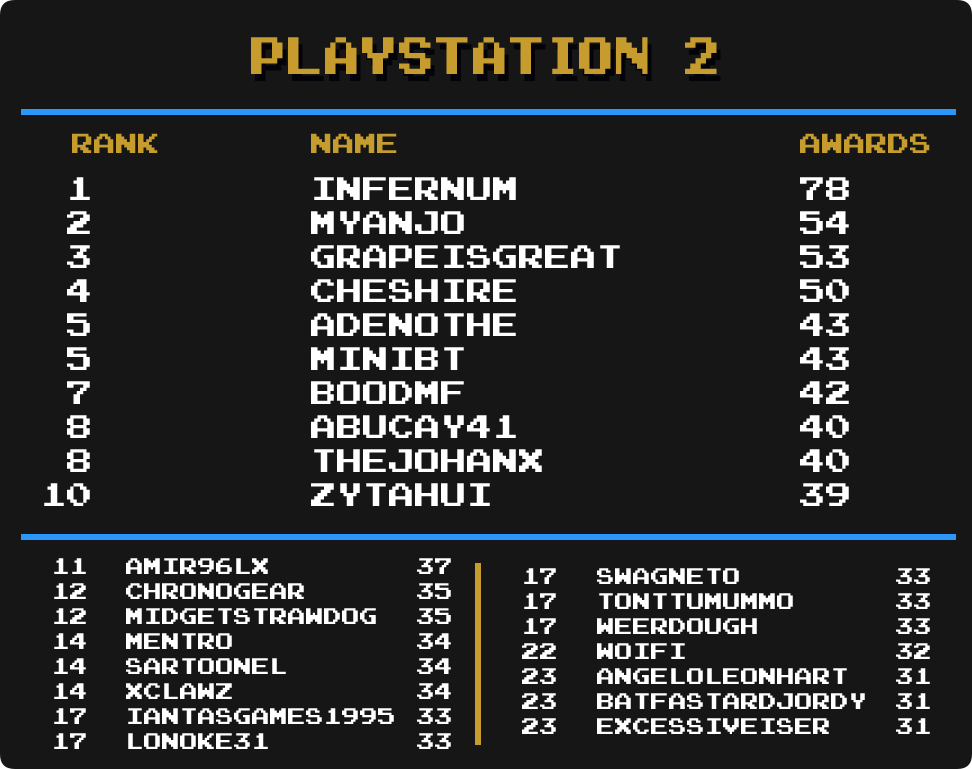 PLAYSTATION 2
RANK NAME AWARDS
1 INFERNUM 78
2 MYANJO 54
3 GRAPEISGREAT 53
4 CHESHIRE 50
5 ADENOTHE 43
5 MINIBT 43
7 BOODMF 42
8 ABUCAY41 40
8 THEJOHANX 40
10 ZYTAHUI 39
11 AMIR96LX 37
12 CHRONOGEAR 35
12 MIDGETSTRAWDOG 35
14 MENTRO 34
14 SARTOONEL 34
14 XCLAWZ 34
17 IANTASGAMES1995 33
17 LONOKE31 33
17 SWAGNETO 33
17 TONTTUMUMMO 33
17 WEERDOUGH 33
22 WOIFI 32
23 ANGELOLEONHART 31
23 BATFASTARDJORDY 31
23 EXCESSIVEISER 31